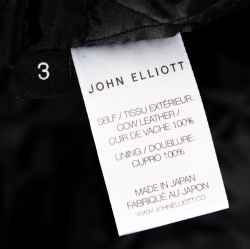 3
JOHN ELLIOTT
SELF / TISSU EXTÉRIEUR:
COW LEATHER /
CUIR DE VACHE 100%
LINING / DOUBLURE:
CUPRO 100%
MADE IN JAPAN
FABRIQUÉ AU JAPON
WWW.JOHNELLIOTT.CO